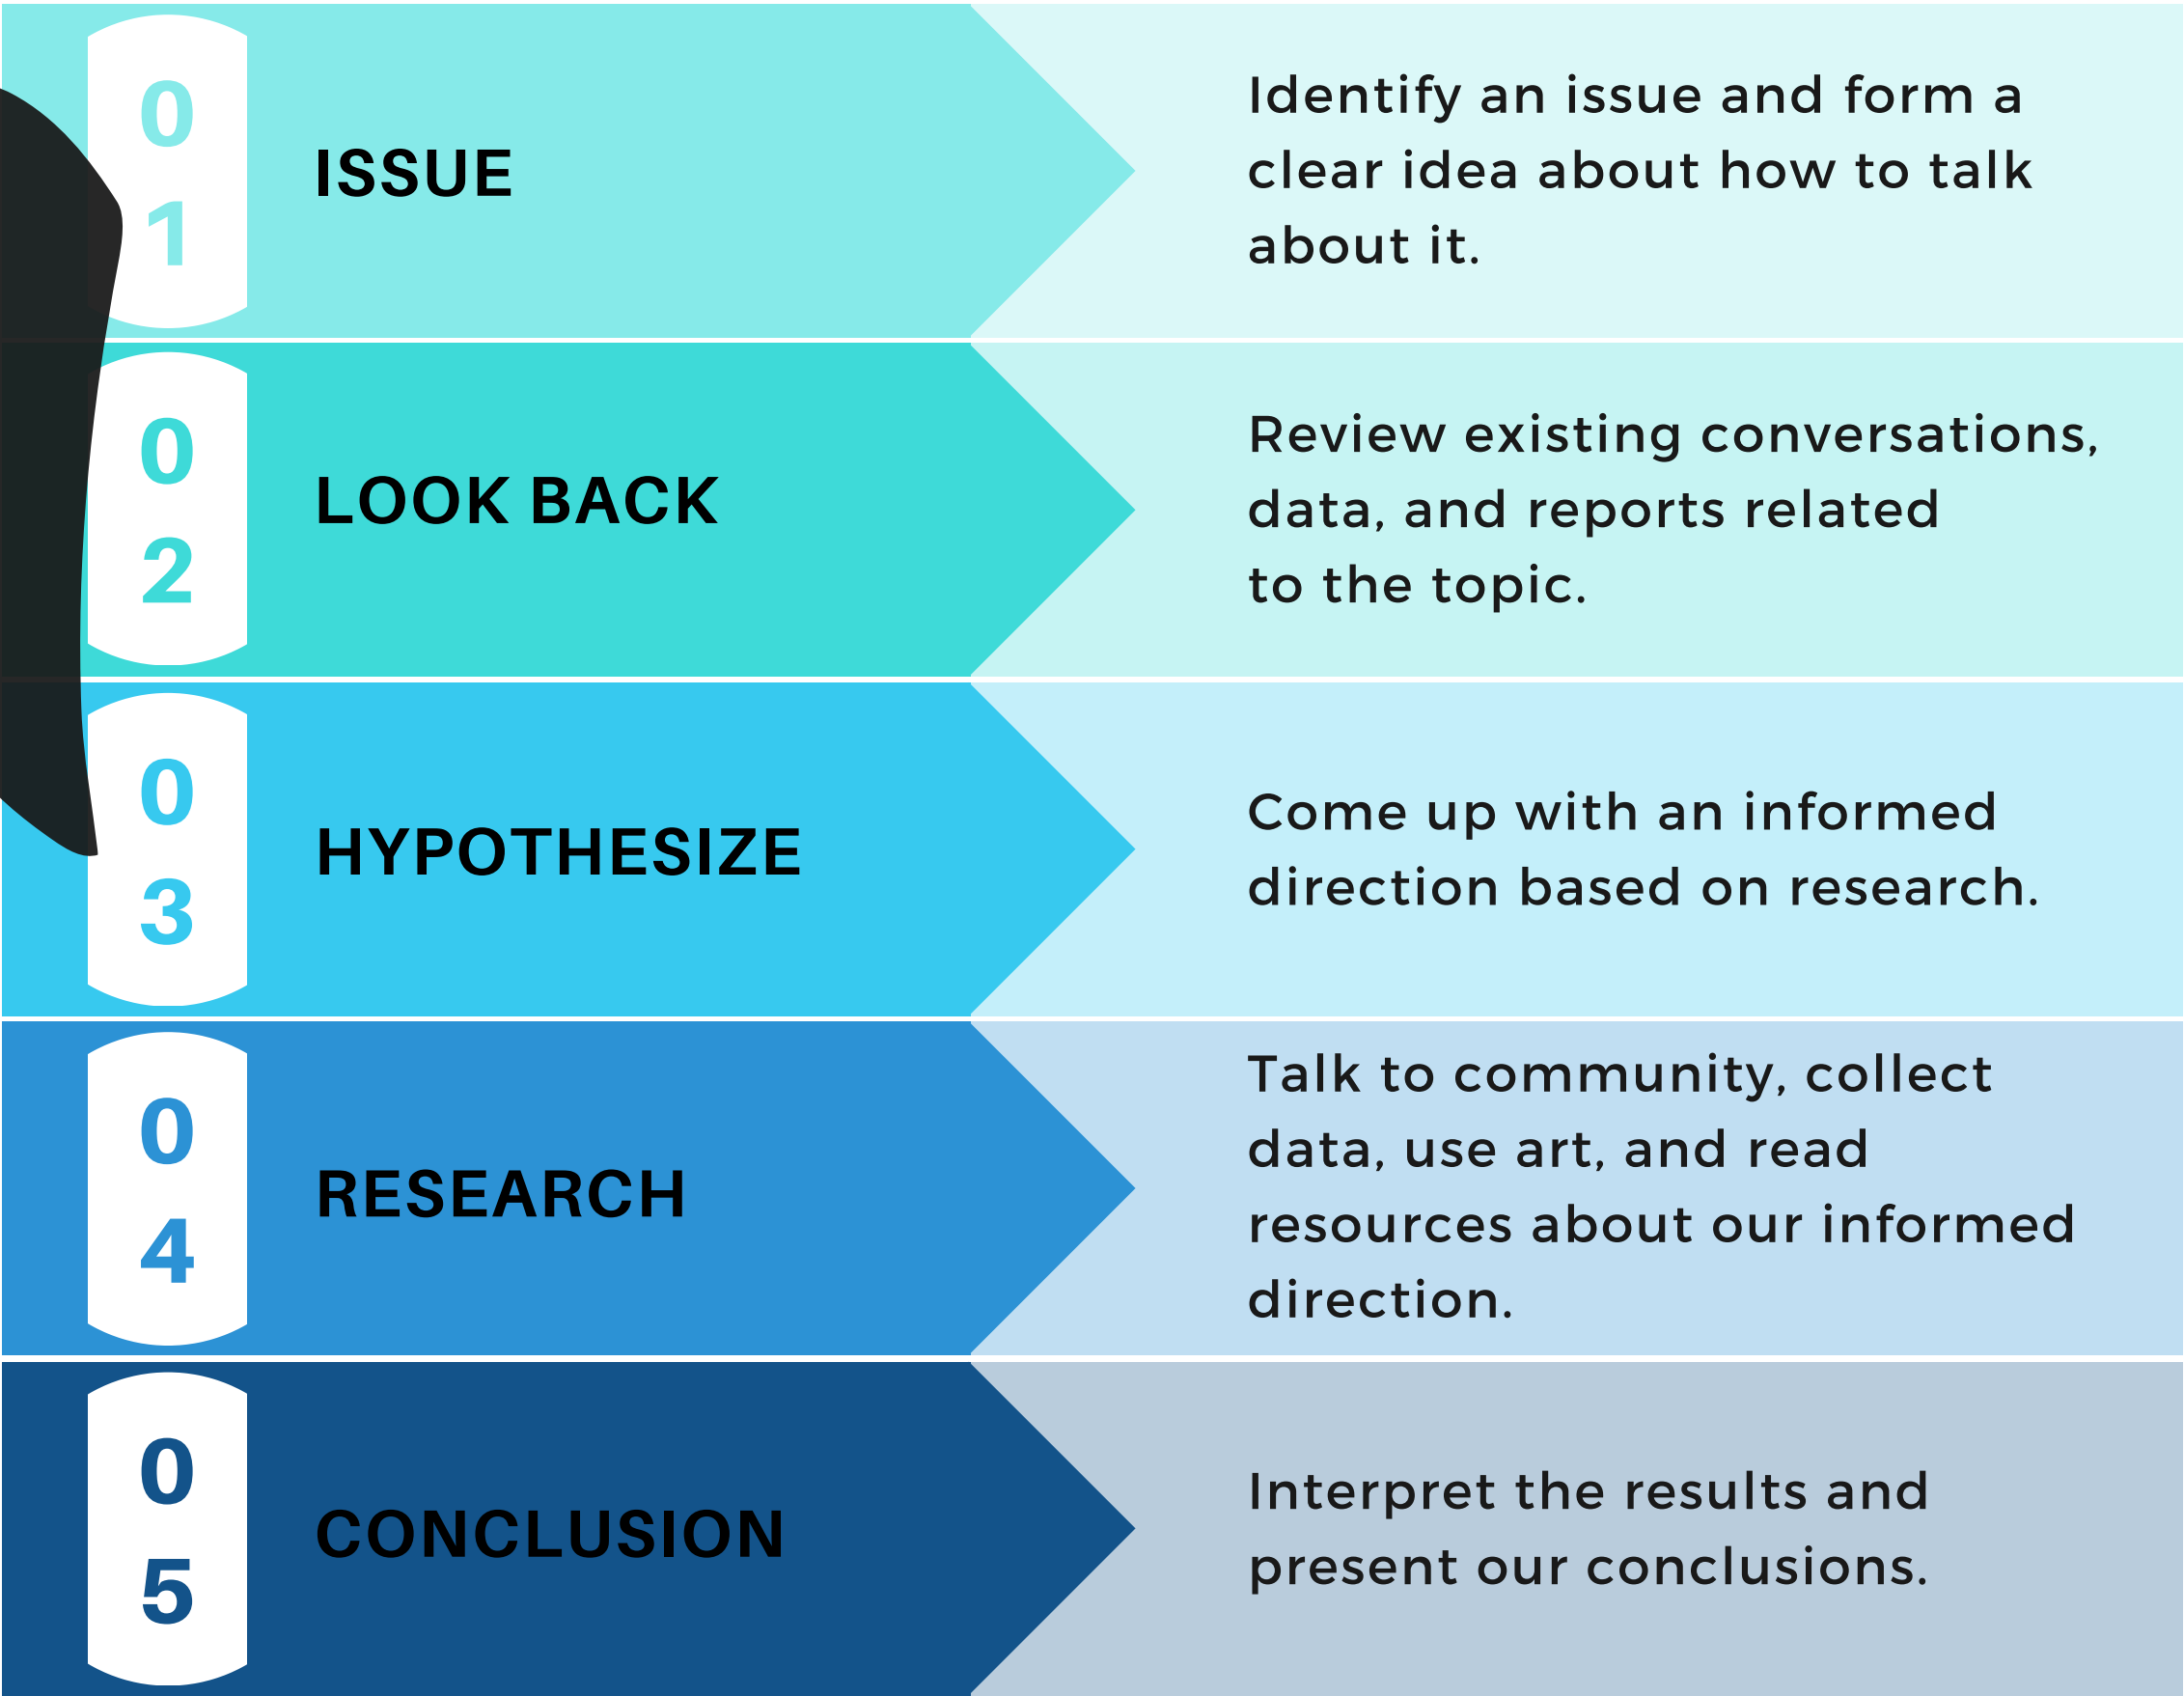 0
1
ISSUE
Identify an issue and form a
clear idea about how to talk
about it.
0
2
LOOK BACK
Review existing conversations,
data, and reports related
to the topic.
0
3
HYPOTHESIZE
Come up with an informed
direction based on research.
0
4
RESEARCH
Talk to community, collect
data, use art, and read
resources about our informed
direction.
0
5
CONCLUSION
Interpret the results and
present our conclusions.